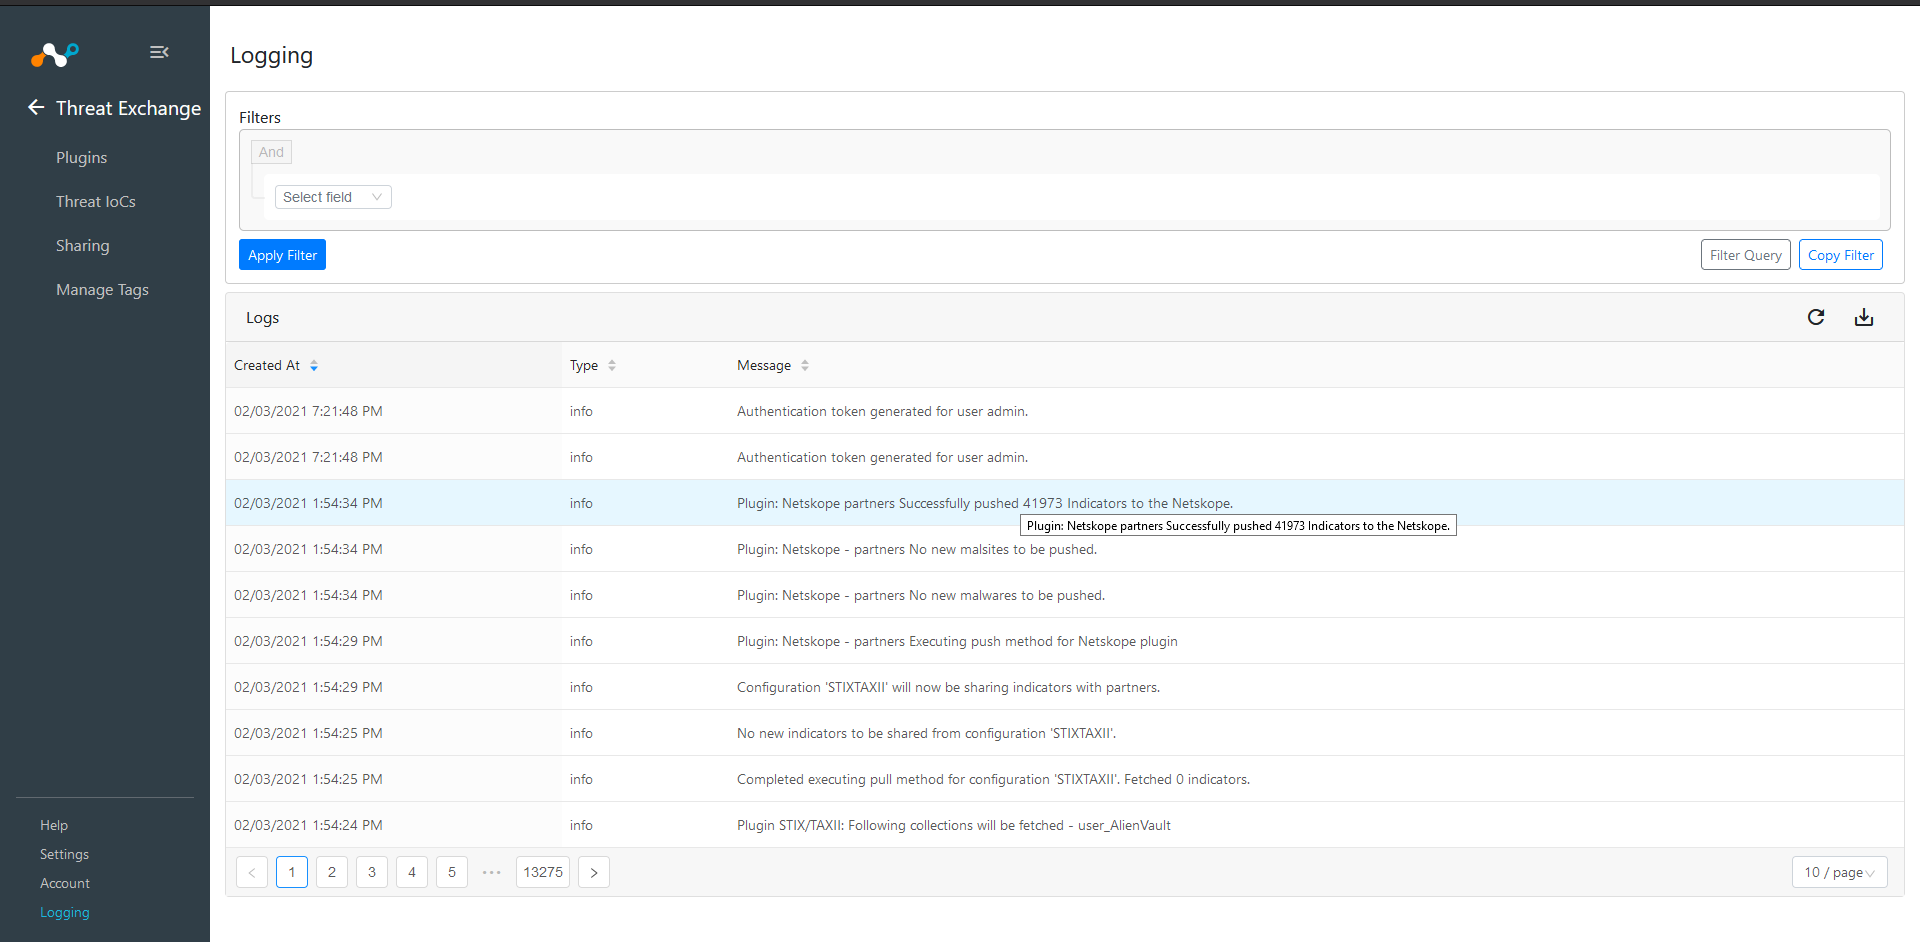 Threat Exchange
Plugins
Threat IoCs
Sharing
Manage Tags
Help
Settings
Account
Logging
Logging
Filters
And
Select field
Apply Filter
Filter Query
Copy Filter
Logs
Created At Type Message
02/03/2021 7:21:48 PM info Authentication token generated for user admin.
02/03/2021 7:21:48 PM info Authentication token generated for user admin.
02/03/2021 1:54:34 PM info Plugin: Netskope partners Successfully pushed 41973 Indicators to the Netskope.
Plugin: Netskope partners Successfully pushed 41973 Indicators to the Netskope.
02/03/2021 1:54:34 PM info Plugin: Netskope - partners No new malsites to be pushed.
02/03/2021 1:54:34 PM info Plugin: Netskope - partners No new malwares to be pushed.
02/03/2021 1:54:29 PM info Plugin: Netskope - partners Executing push method for Netskope plugin
02/03/2021 1:54:29 PM info Configuration 'STIXTAXII' will now be sharing indicators with partners.
02/03/2021 1:54:25 PM info No new indicators to be shared from configuration 'STIXTAXII'.
02/03/2021 1:54:25 PM info Completed executing pull method for configuration 'STIXTAXII'. Fetched 0 indicators.
02/03/2021 1:54:24 PM info Plugin STIX/TAXII: Following collections will be fetched - user_AlienVault
< 1 2 3 4 5 ••• 13275 > 10 / page